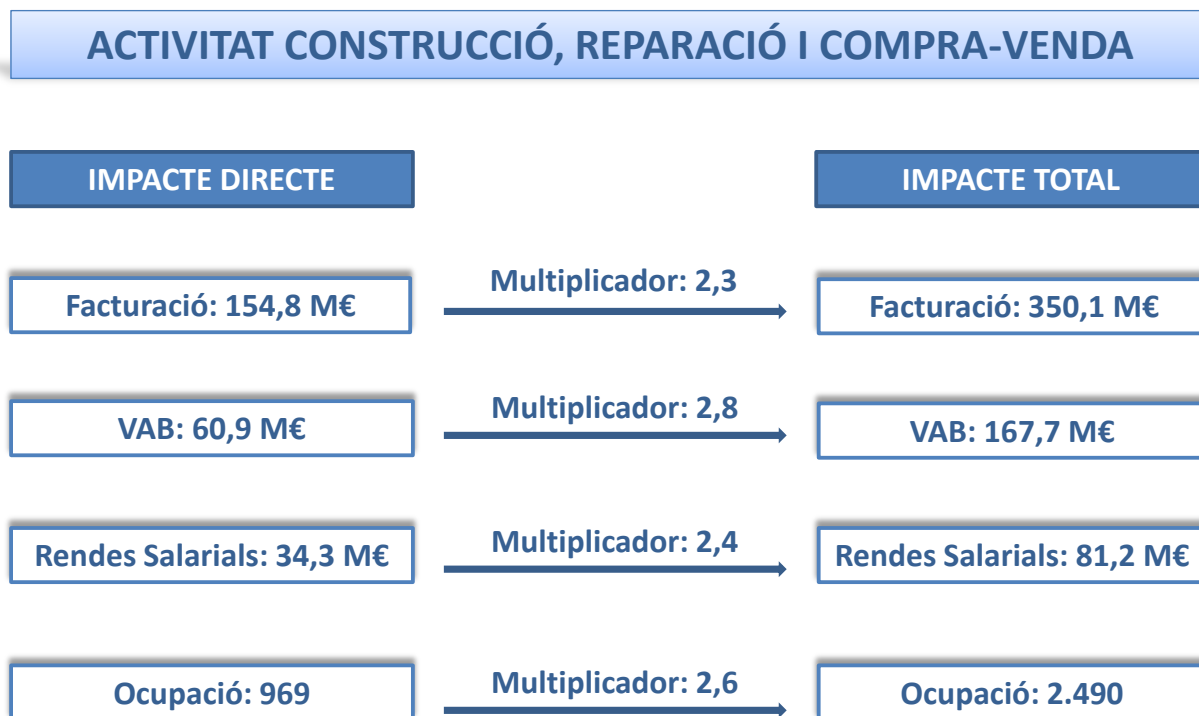 ACTIVITAT CONSTRUCCIÓ, REPARACIÓ I COMPRA-VENDA
IMPACTE DIRECTE
IMPACTE TOTAL
Facturació: 154,8 M€
Multiplicador: 2,3
Facturació: 350,1 M€
VAB: 60,9 M€
Multiplicador: 2,8
VAB: 167,7 M€
Rendes Salarials: 34,3 M€
Multiplicador: 2,4
Rendes Salarials: 81,2 M€
Ocupació: 969
Multiplicador: 2,6
Ocupació: 2.490